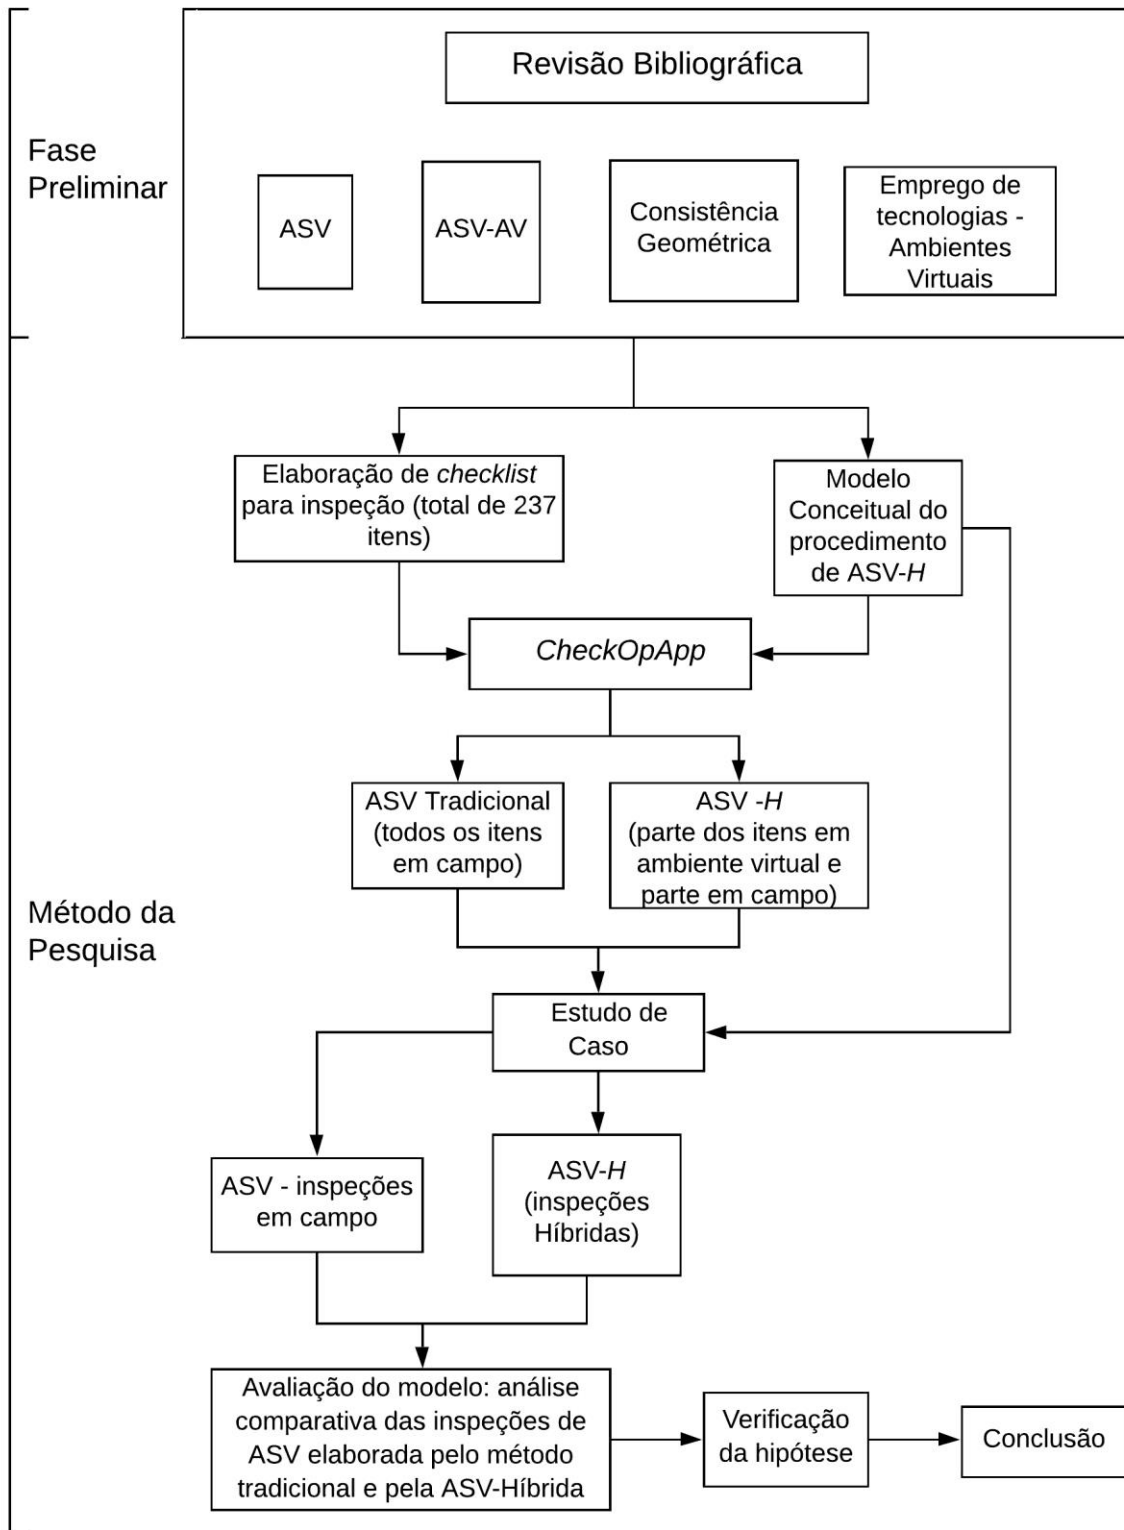 Revisão Bibliográfica
Fase
Preliminar
ASV
ASV-AV
Consistência
Geométrica
Emprego de
tecnologias -
Ambientes
Virtuais
Elaboração de checklist
para inspeção (total de 237
itens)
Modelo
Conceitual do
procedimento
de ASV-H
CheckOpApp
ASV Tradicional
(todos os itens
em campo)
ASV -H
(parte dos itens em
ambiente virtual e
parte em campo)
Método da
Pesquisa
Estudo de
Caso
ASV - inspeções
em campo
ASV-H
(inspeções
Híbridas)
Avaliação do modelo: análise
comparativa das inspeções de
ASV elaborada pelo método
tradicional e pela ASV-Híbrida
Verificação
da hipótese
Conclusão